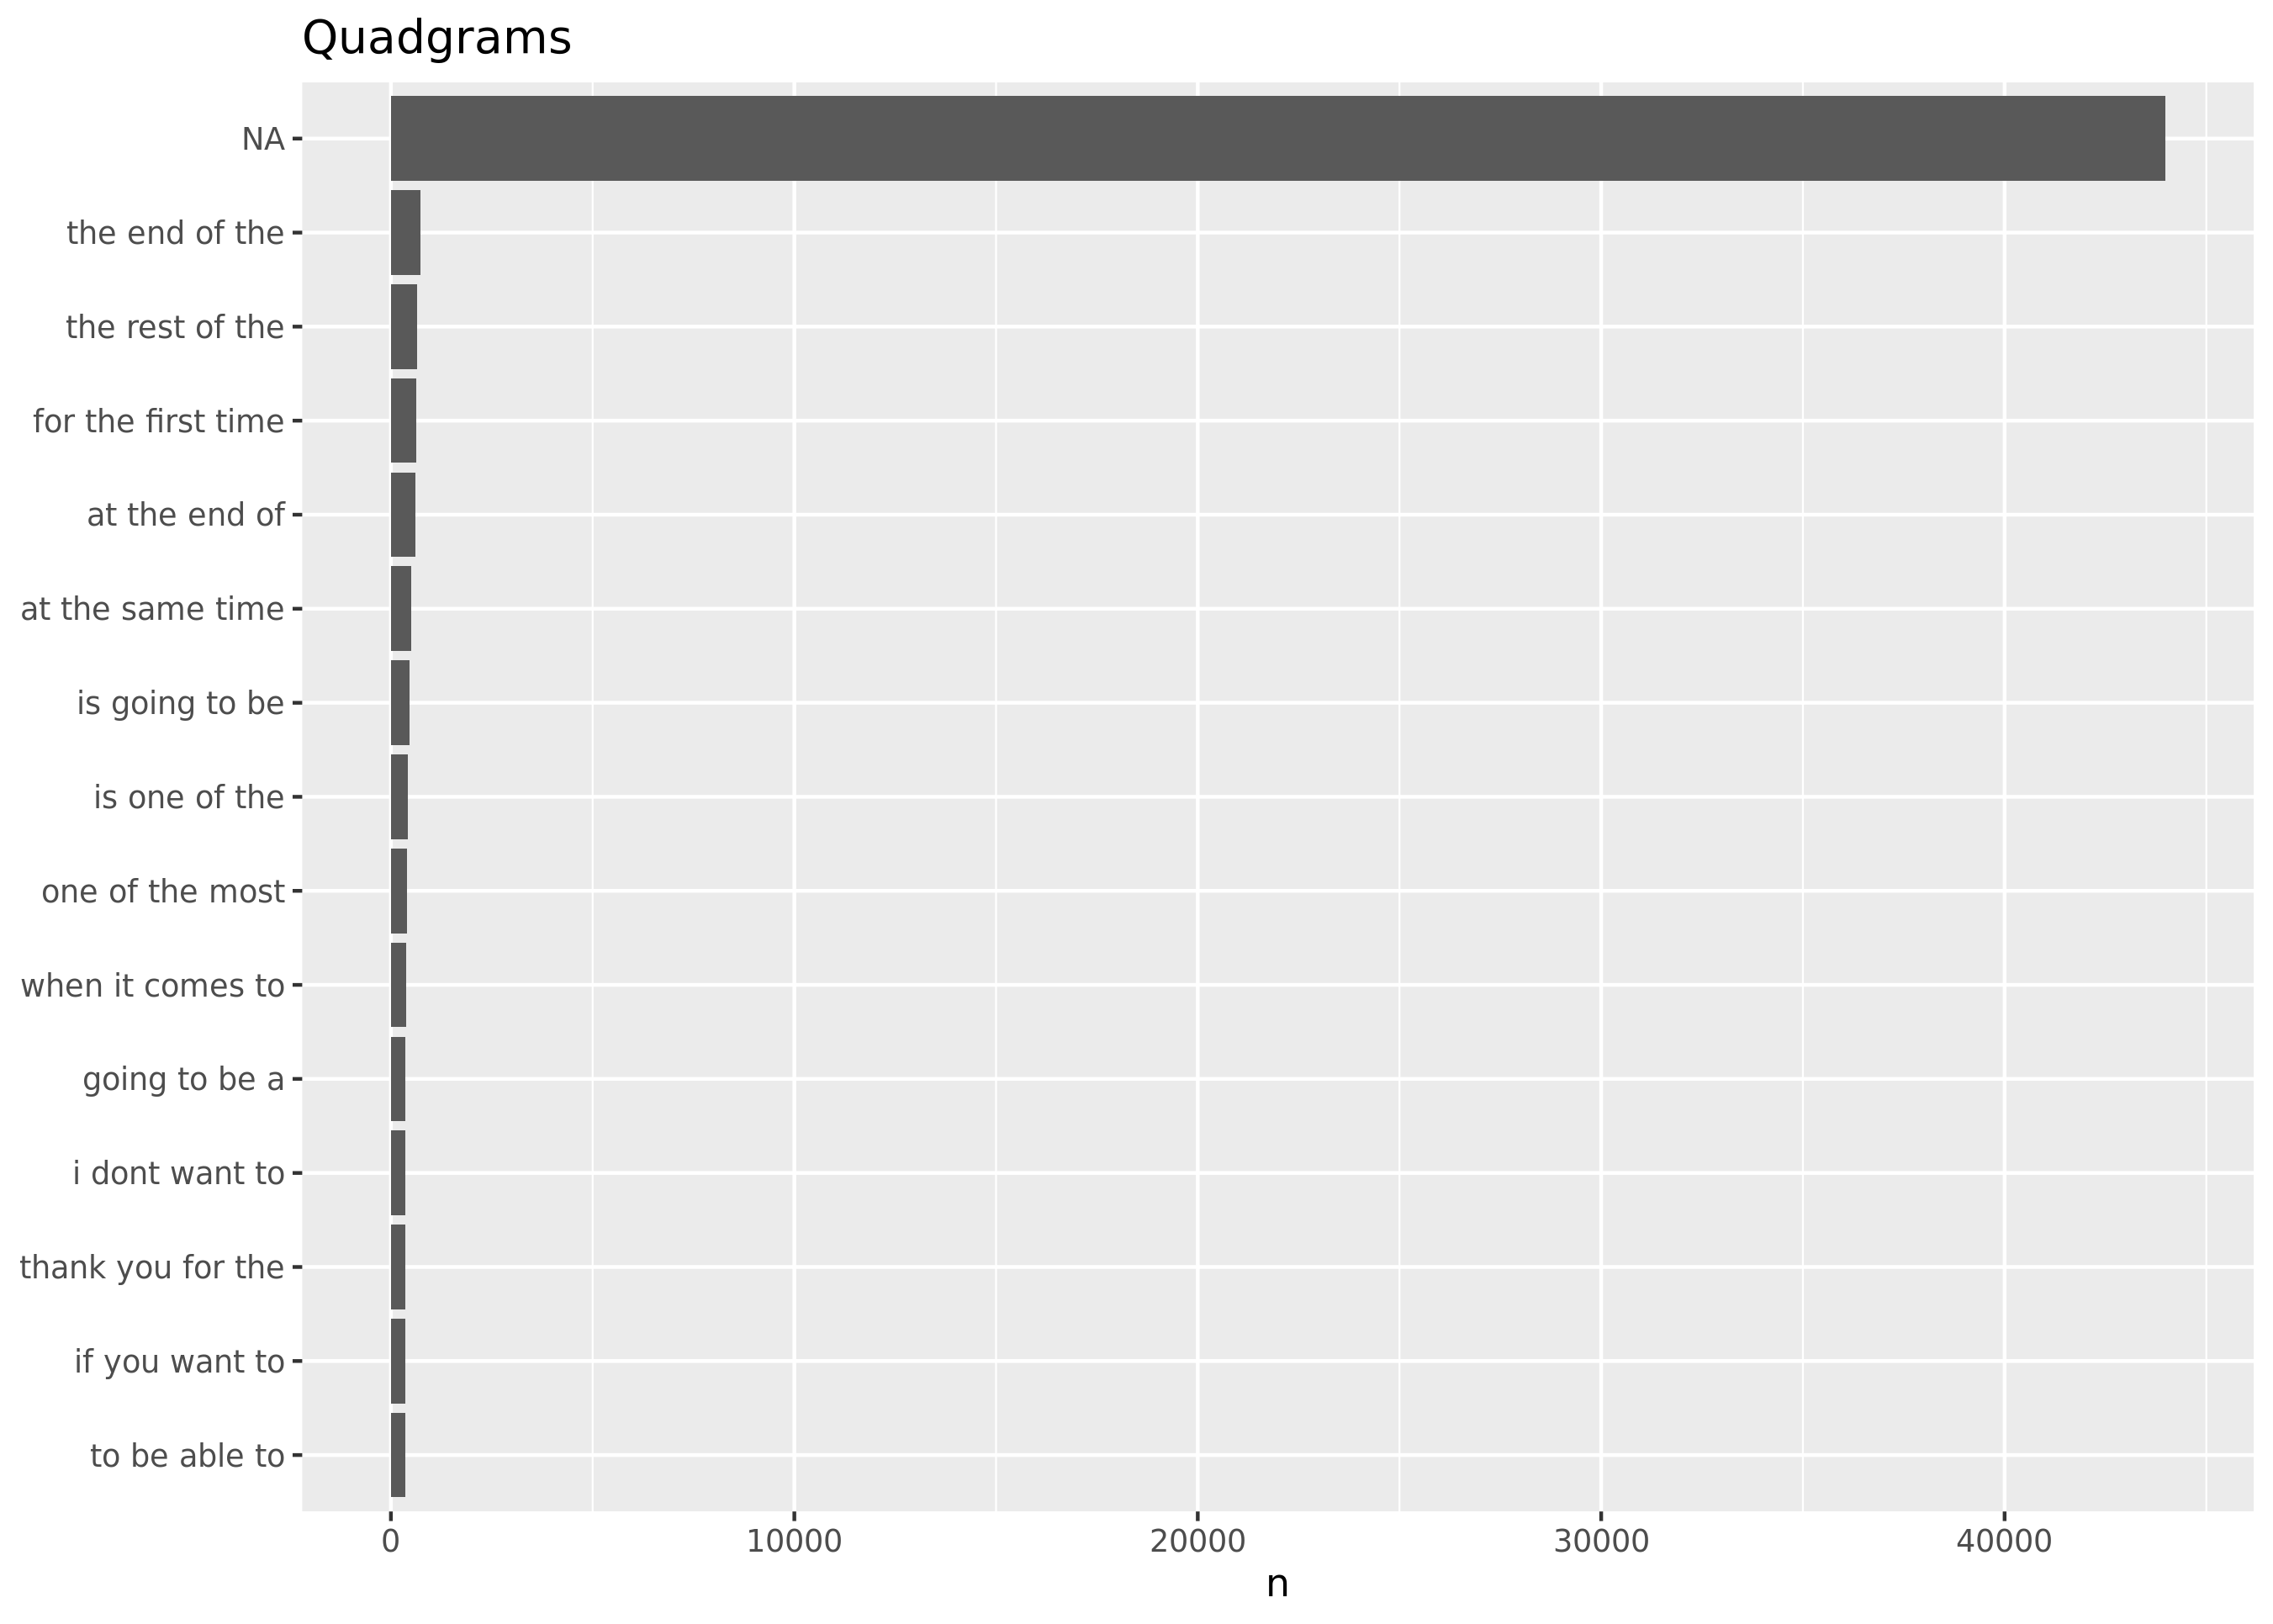 Quadgrams
NA
the end of the
the rest of the
for the first time
at the end of
at the same time
is going to be
is one of the
one of the most
when it comes to
going to be a
i dont want to
thank you for the
if you want to
to be able to
0 10000 20000 30000 40000
n